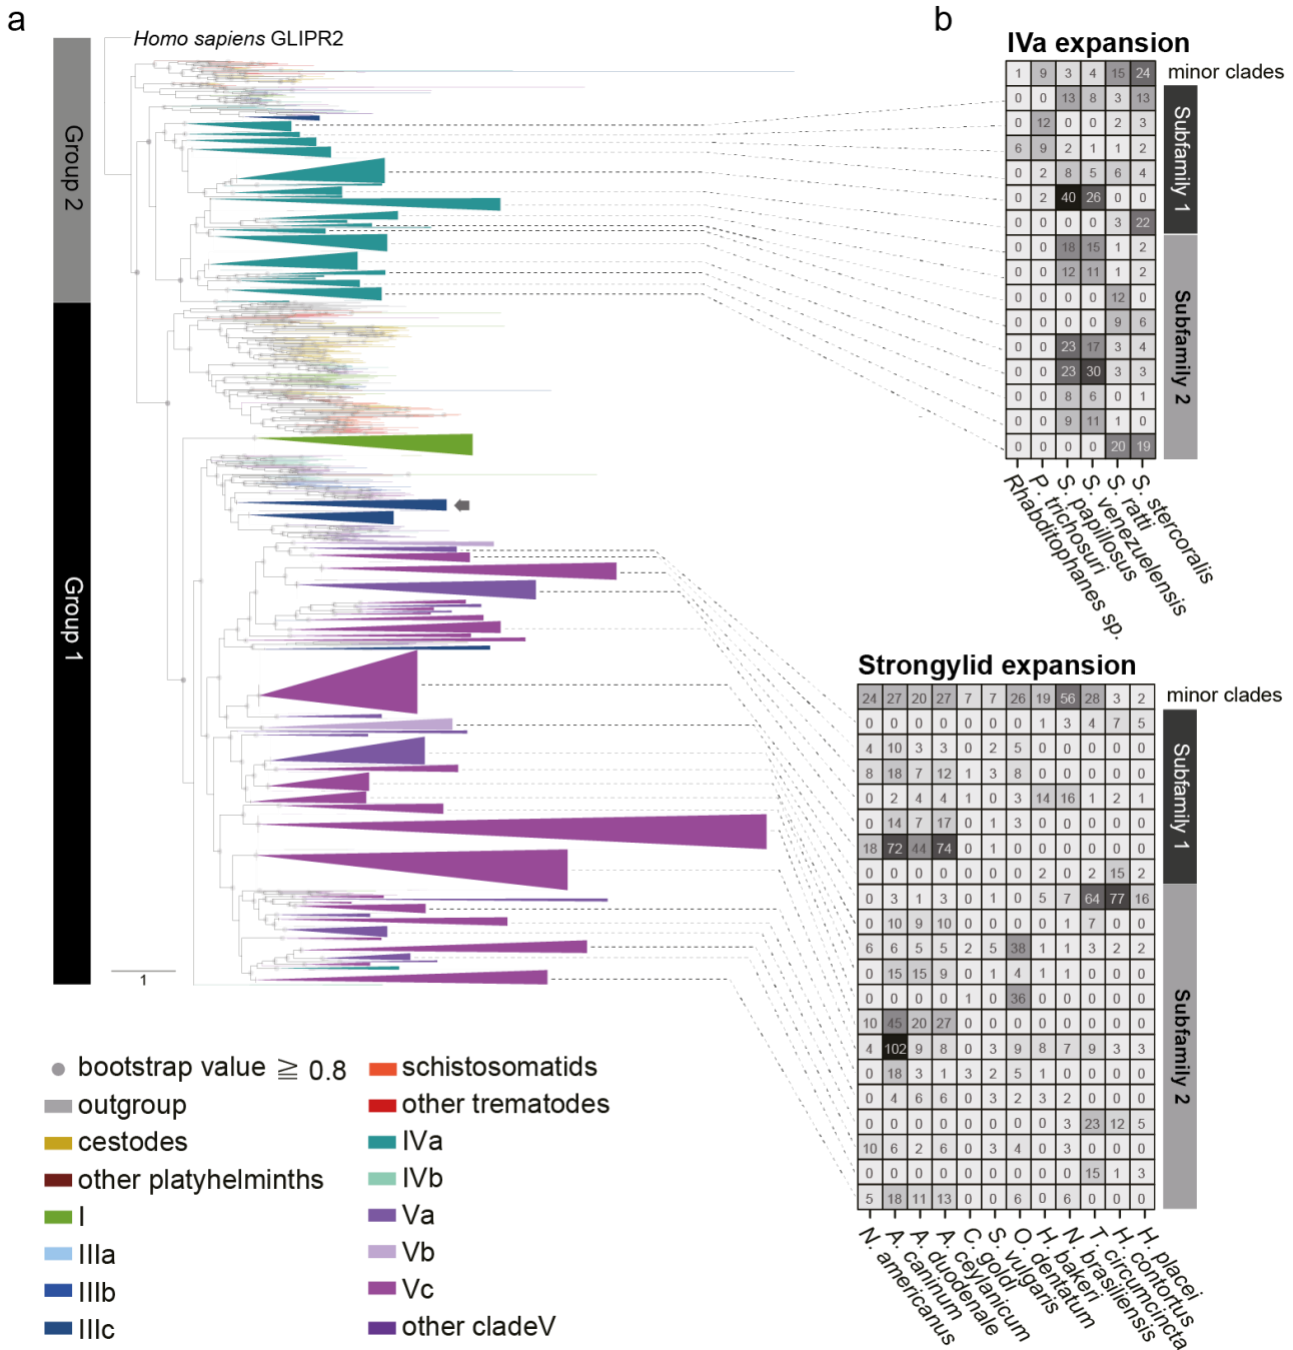 a
Homo sapiens GLIPR2
Group 2
Group 1
1
b
IVa expansion
1 9 3 4 15 24 minor clades
0 0 13 8 3 13
0 12 0 0 2 3
6 9 2 1 1 2
0 2 8 5 6 4
0 2 40 26 0 0
0 0 0 0 3 22
0 0 18 15 1 2
0 0 12 11 1 2
0 0 0 0 12 0
0 0 0 0 9 6
0 0 23 17 3 4
0 0 23 30 3 3
0 0 8 6 0 1
0 0 9 11 1 0
0 0 0 0 20 19
Subfamily 1
Subfamily 2
Rhabditophanes sp.
P. trichosuri
S. papillosus
S. venezuelensis
S. ratti
S. stercoralis
Strongylid expansion
24 27 20 27 7 7 26 19 56 28 3 2 minor clades
0 0 0 0 0 0 0 1 3 4 7 5
4 10 3 3 0 2 5 0 0 0 0 0
8 18 7 12 1 3 8 0 0 0 0 0
0 2 4 4 1 0 3 14 16 1 2 1
0 14 7 17 0 1 3 0 0 0 0 0
18 72 44 74 0 1 0 0 0 0 0 0
0 0 0 0 0 0 0 2 0 2 15 2
0 3 1 3 0 1 0 5 7 64 77 16
0 10 9 10 0 0 0 0 1 7 0 0
6 6 5 5 2 5 38 1 1 3 2 2
0 15 15 9 0 1 4 1 1 0 0 0
0 0 0 0 1 0 36 0 0 0 0 0
10 45 20 27 0 0 0 0 0 0 0 0
4 102 9 8 0 3 9 8 7 9 3 3
0 18 3 1 3 2 5 1 0 0 0 0
0 4 6 6 0 3 2 3 2 0 0 0
0 0 0 0 0 0 0 0 3 23 12 5
10 6 2 6 0 3 4 0 3 0 0 0
0 0 0 0 0 0 0 0 0 15 1 3
5 18 11 13 0 0 6 0 6 0 0 0
Subfamily 1
Subfamily 2
N. americanus
A. caninum
A. duodenale
A. ceylanicum
C. goldi
S. vulgaris
O. dentatum
H. bakeri
N. brasiliensis
T. circumcincta
H. contortus
H. placei
bootstrap value ≧ 0.8
outgroup
cestodes
other platyhelminths
I
IIIa
IIIb
IIIc
schistosomatids
other trematodes
IVa
IVb
Va
Vb
Vc
other cladeV